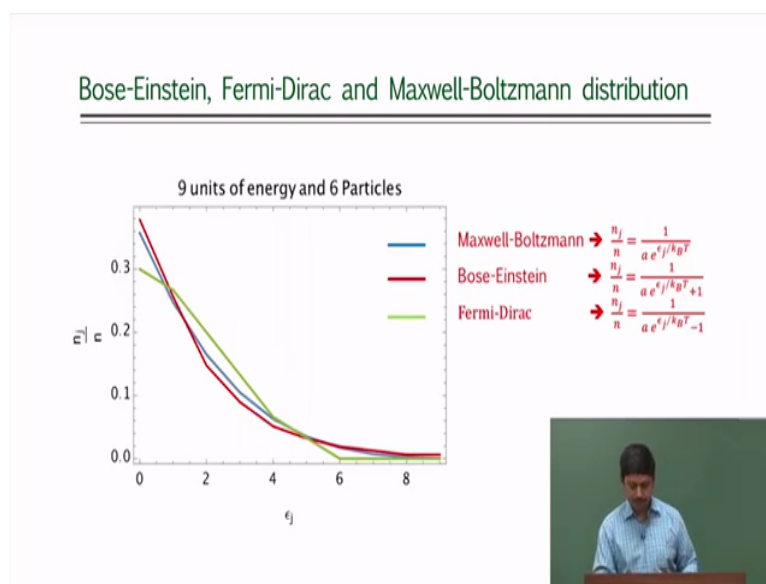 Bose-Einstein, Fermi-Dirac and Maxwell-Boltzmann distribution
9 units of energy and 6 Particles
Maxwell-Boltzmann ➔ n_j/n = 1/(a e^{ϵ_j/k_BT})
Bose-Einstein ➔ n_j/n = 1/(a e^{ϵ_j/k_BT}+1)
Fermi-Dirac ➔ n_j/n = 1/(a e^{ϵ_j/k_BT}−1)
n_j/n
0.3
0.2
0.1
0.0
0 2 4 6 8
ϵ_j